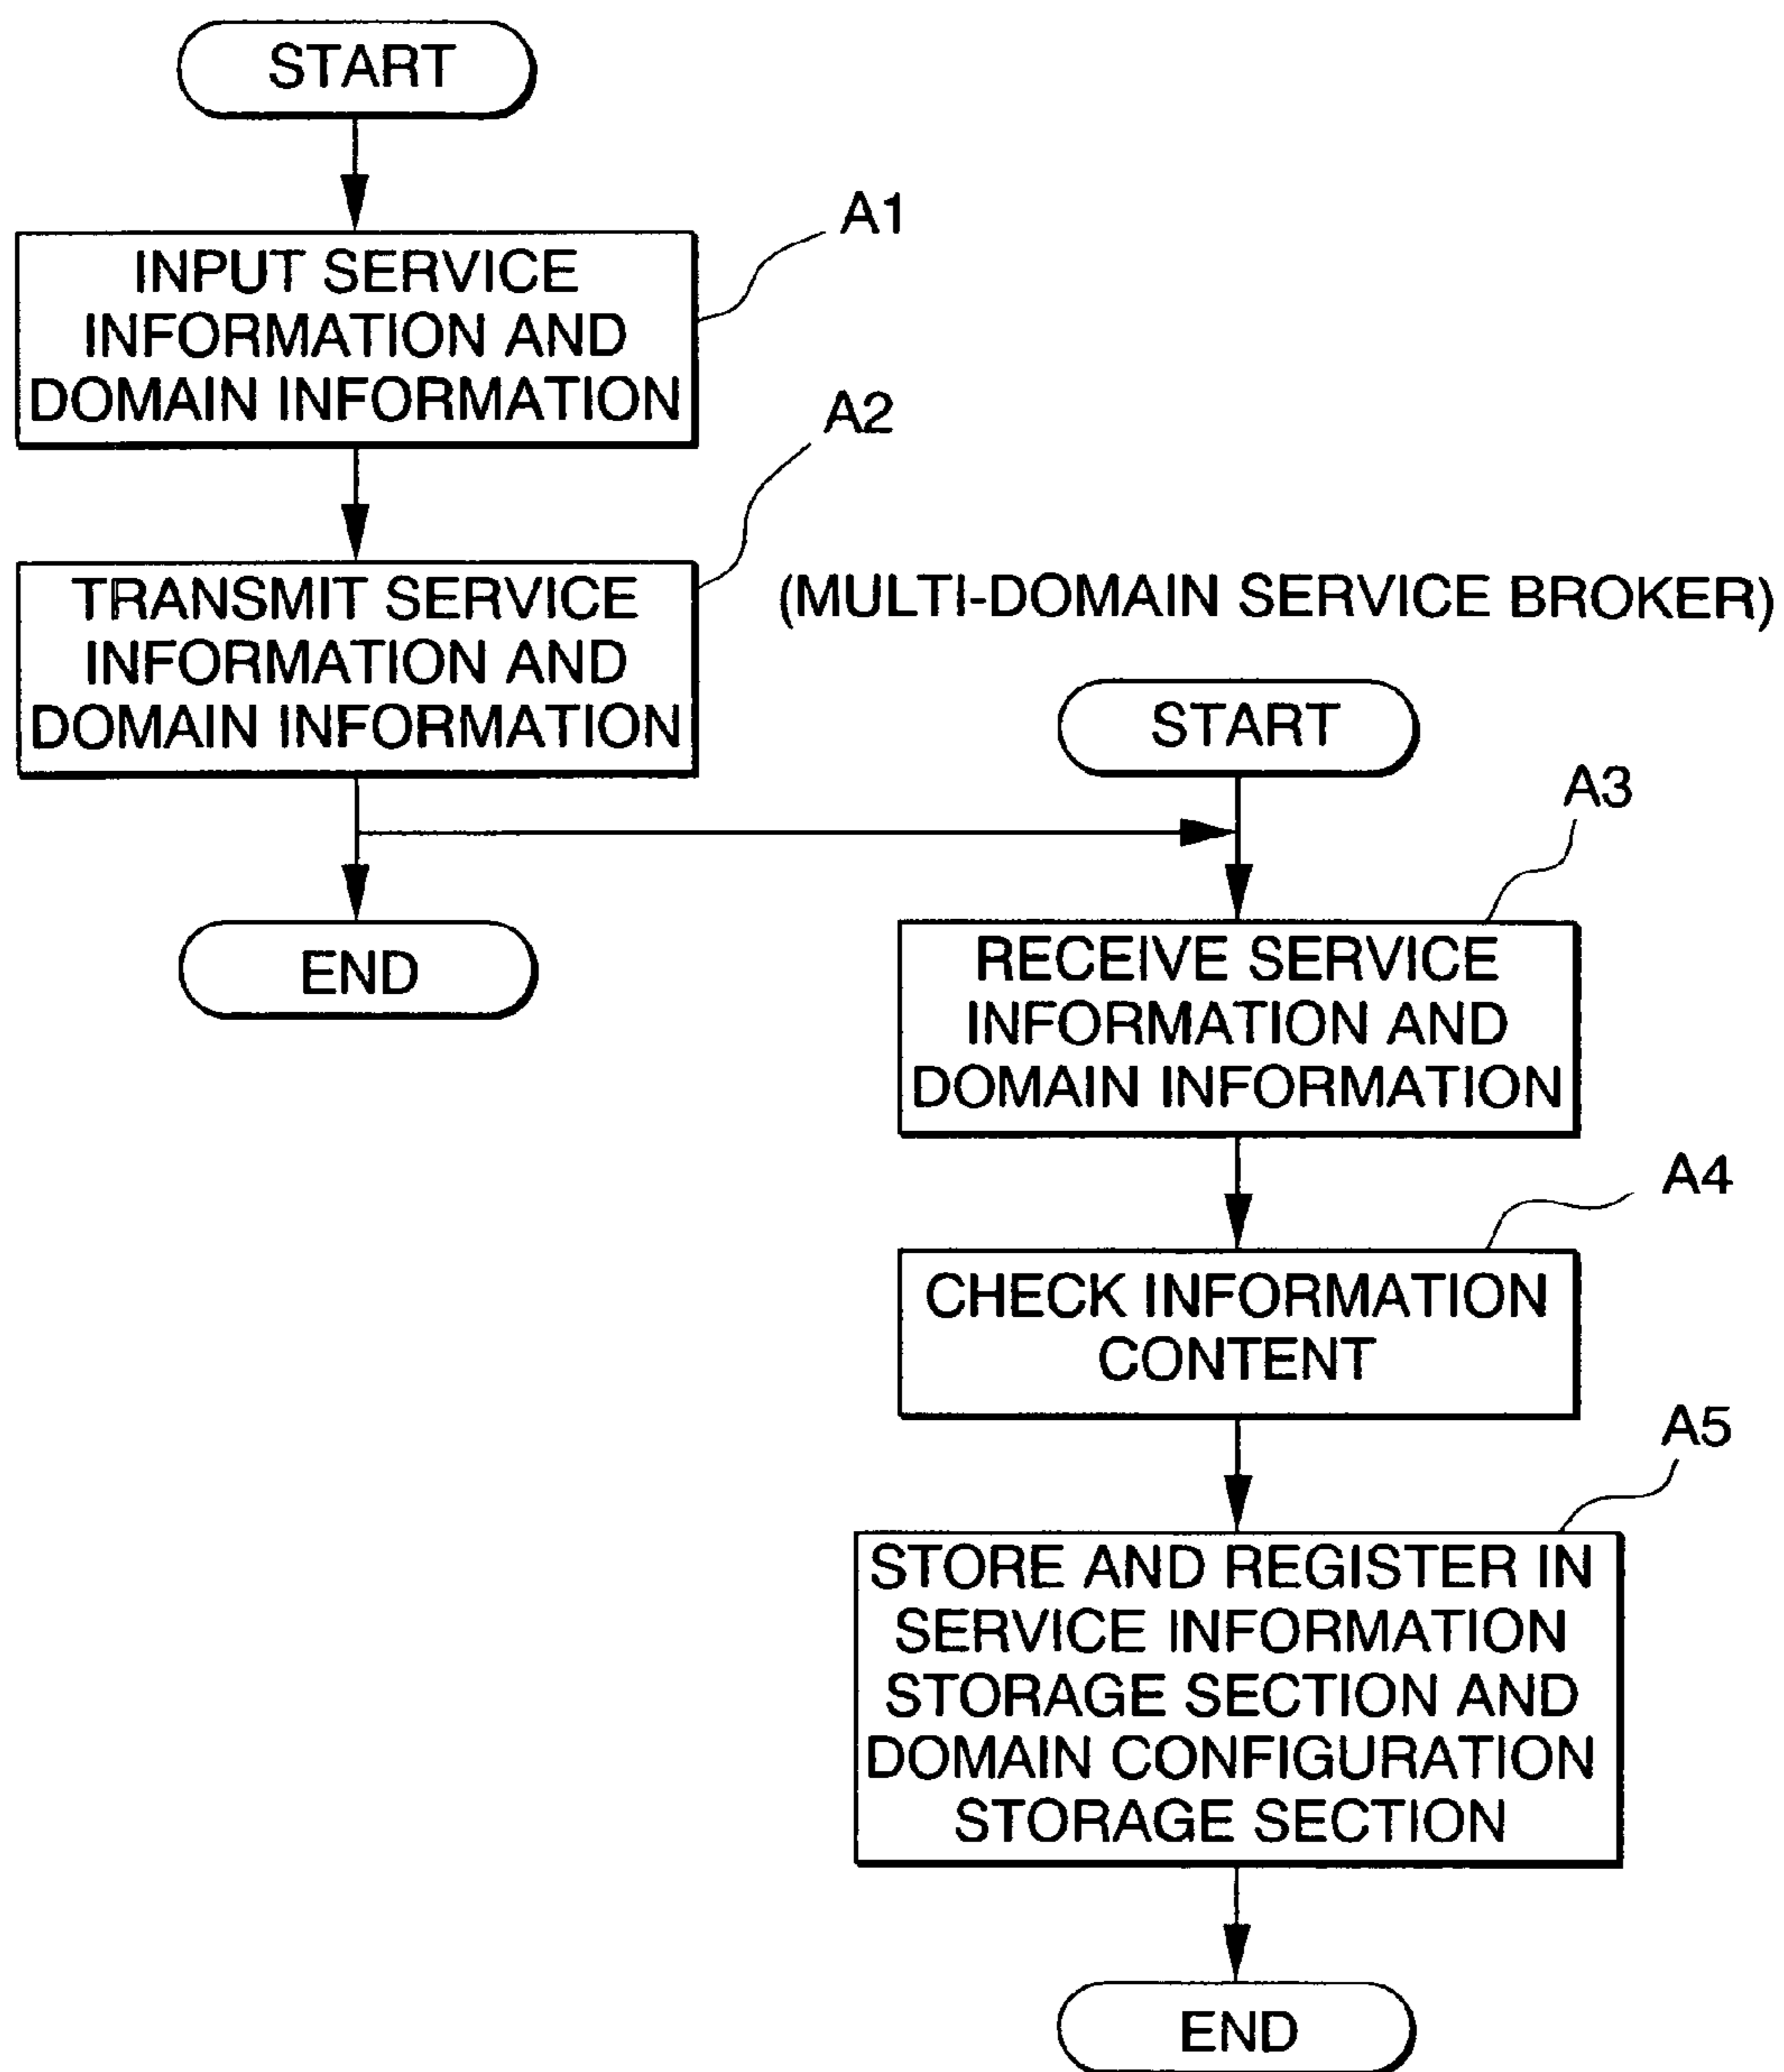 START
A1
INPUT SERVICE
INFORMATION AND
DOMAIN INFORMATION
A2
TRANSMIT SERVICE
INFORMATION AND
DOMAIN INFORMATION
END
(MULTI-DOMAIN SERVICE BROKER)
START
A3
RECEIVE SERVICE
INFORMATION AND
DOMAIN INFORMATION
A4
CHECK INFORMATION
CONTENT
A5
STORE AND REGISTER IN
SERVICE INFORMATION
STORAGE SECTION AND
DOMAIN CONFIGURATION
STORAGE SECTION
END